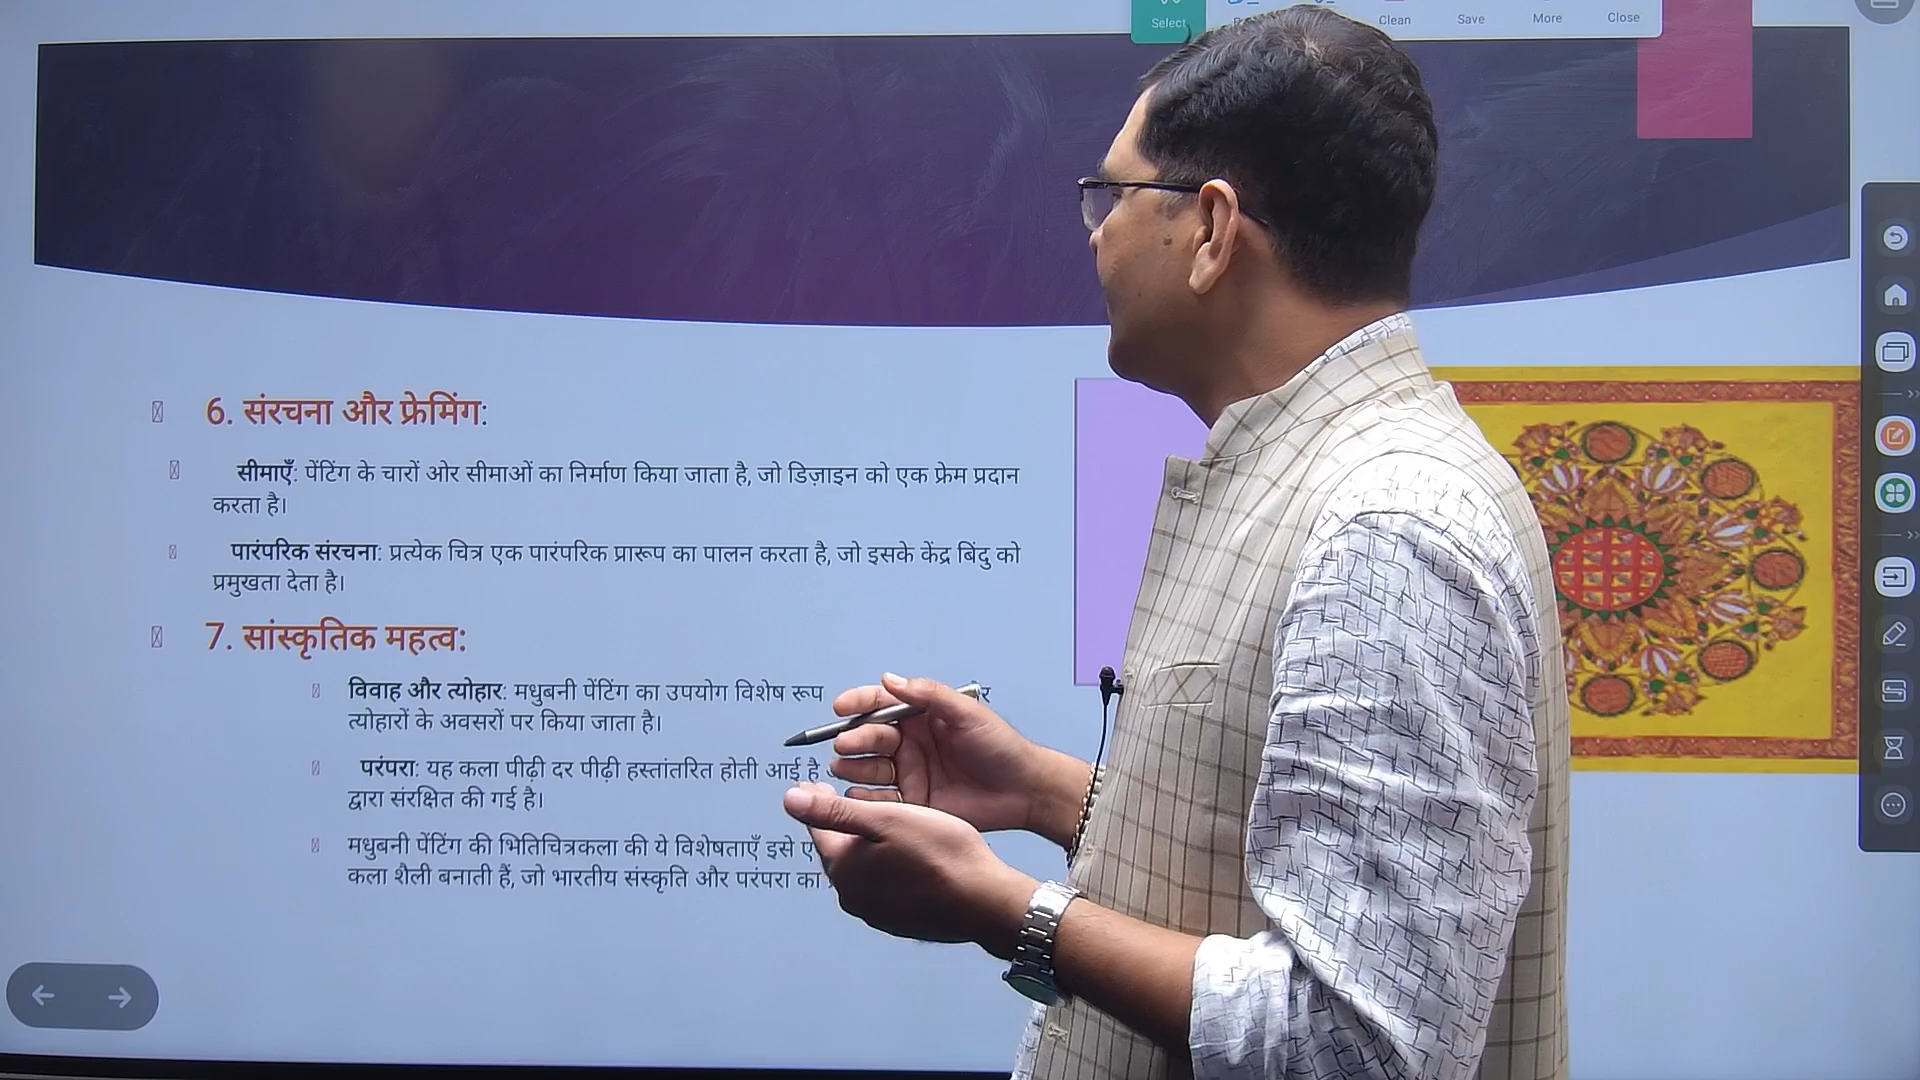 Select
Clean
Save
More
Close
6. संरचना और फ्रेमिंग:
सीमाएँ: पेंटिंग के चारों ओर सीमाओं का निर्माण किया जाता है, जो डिज़ाइन को एक फ्रेम प्रदान
करता है।
पारंपरिक संरचना: प्रत्येक चित्र एक पारंपरिक प्रारूप का पालन करता है, जो इसके केंद्र बिंदु को
प्रमुखता देता है।
7. सांस्कृतिक महत्व:
विवाह और त्योहार: मधुबनी पेंटिंग का उपयोग विशेष रूप
त्योहारों के अवसरों पर किया जाता है।
परंपरा: यह कला पीढ़ी दर पीढ़ी हस्तांतरित होती आई है
द्वारा संरक्षित की गई है।
मधुबनी पेंटिंग की भितिचित्रकला की ये विशेषताएँ इसे
कला शैली बनाती हैं, जो भारतीय संस्कृति और परंपरा का